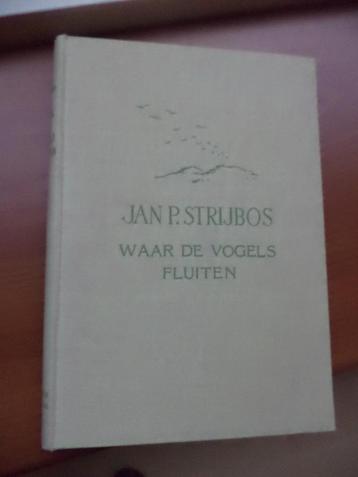 JAN P. STRIJBOS
WAAR DE VOGELS
FLUITEN